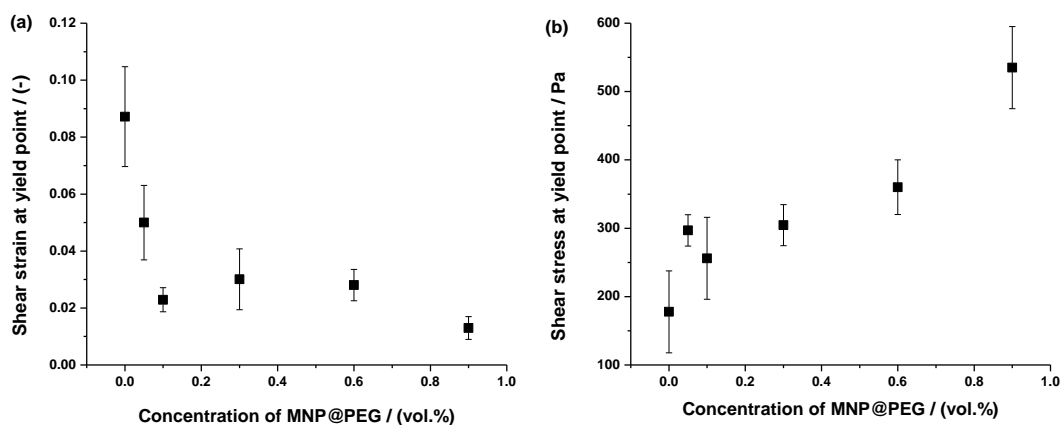 (a)
Shear strain at yield point / (-)
0.12
0.10
0.08
0.06
0.04
0.02
0.00
0.0 0.2 0.4 0.6 0.8 1.0
Concentration of MNP@PEG / (vol.%)
(b)
Shear stress at yield point / Pa
600
500
400
300
200
100
0.0 0.2 0.4 0.6 0.8 1.0
Concentration of MNP@PEG / (vol.%)